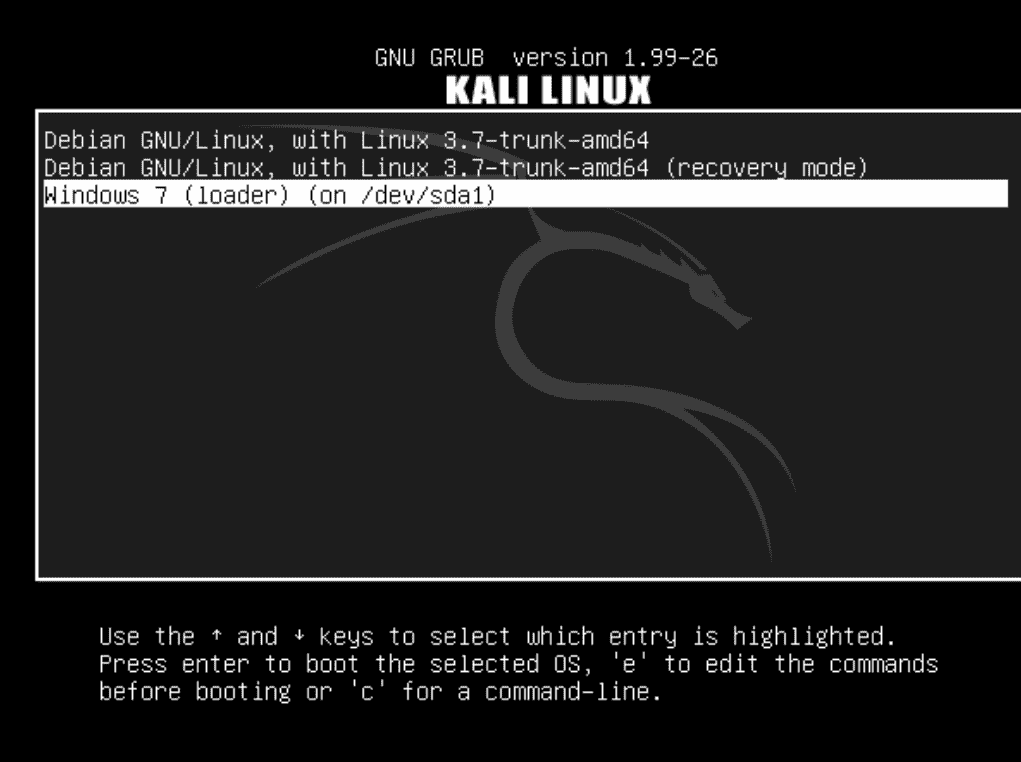 GNU GRUB  version 1.99-26
KALI LINUX
Debian GNU/Linux, with Linux 3.7-trunk-amd64
Debian GNU/Linux, with Linux 3.7-trunk-amd64 (recovery mode)
Windows 7 (loader) (on /dev/sda1)
Use the ↑ and ↓ keys to select which entry is highlighted.
Press enter to boot the selected OS, 'e' to edit the commands
before booting or 'c' for a command-line.